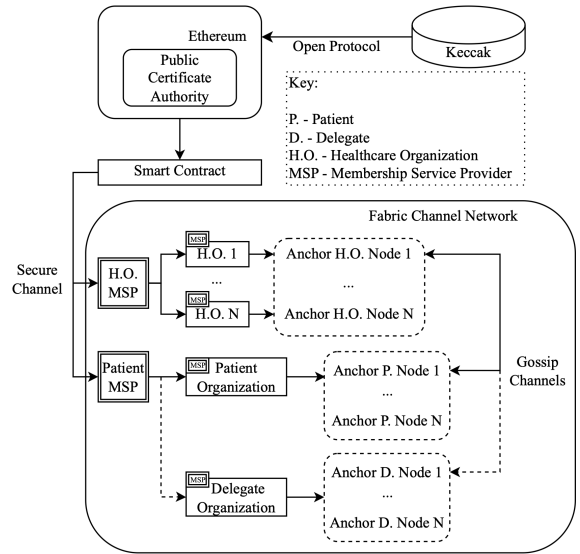 Ethereum
Public
Certificate
Authority
Open Protocol
Keccak
Key:
P. - Patient
D. - Delegate
H.O. - Healthcare Organization
MSP - Membership Service Provider
Smart Contract
Fabric Channel Network
Secure
Channel
H.O.
MSP
MSP
H.O. 1
...
MSP
H.O. N
Anchor H.O. Node 1
...
Anchor H.O. Node N
Patient
MSP
MSP
Patient
Organization
Anchor P. Node 1
...
Anchor P. Node N
Gossip
Channels
MSP
Delegate
Organization
Anchor D. Node 1
...
Anchor D. Node N